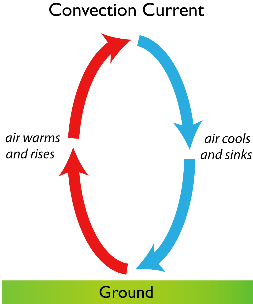 Convection Current
air warms
and rises
air cools
and sinks
Ground